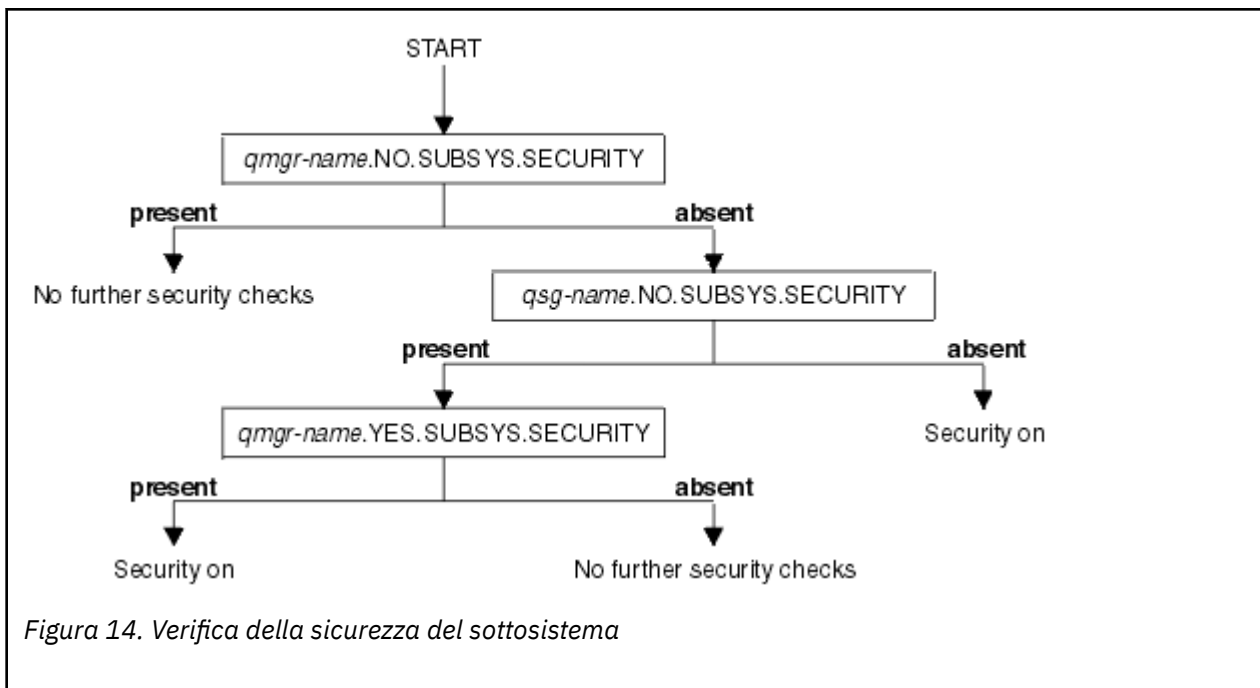 START
qmgr-name.NO.SUBSYS.SECURITY
present absent
No further security checks
qsg-name.NO.SUBSYS.SECURITY
present absent
qmgr-name.YES.SUBSYS.SECURITY
Security on
present absent
Security on
No further security checks
Figura 14. Verifica della sicurezza del sottosistema